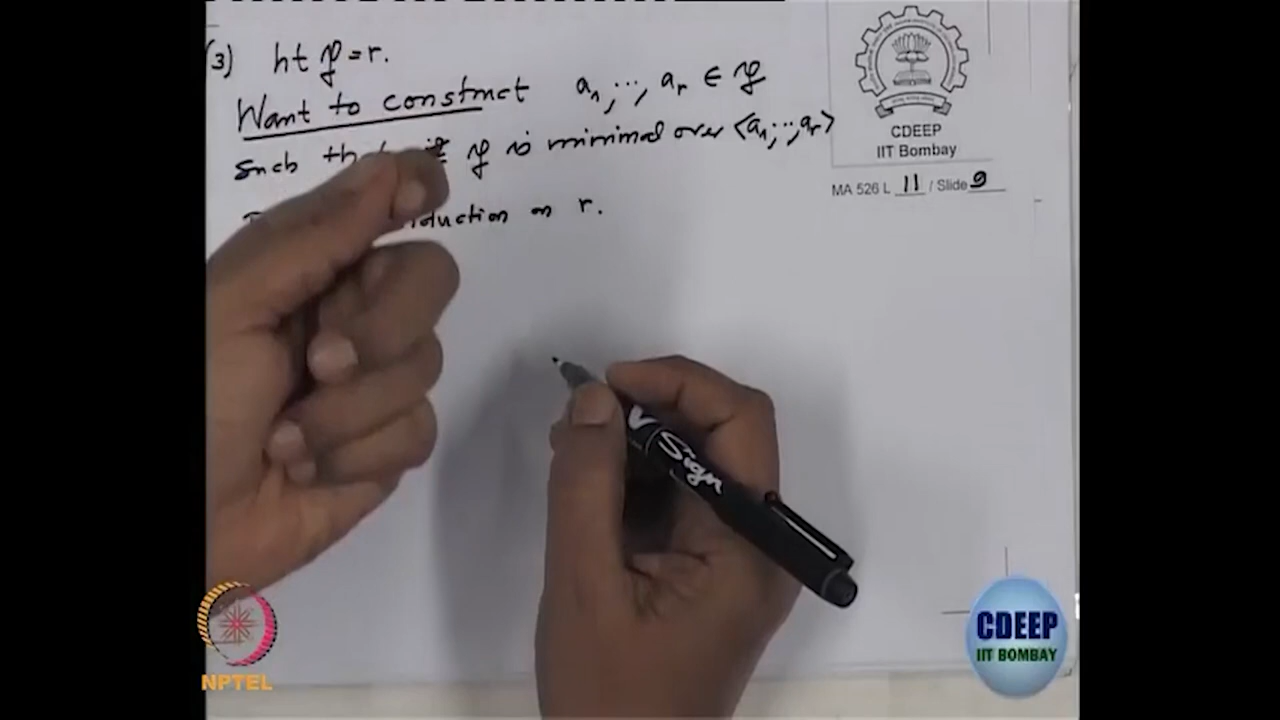 (3) ht 𝔭 = r.
Want to construct a₁, ..., aᵣ ∈ 𝔭
Such that 𝔭 is minimal over <a₁, ..., aᵣ>
induction on r.
CDEEP
IIT Bombay
MA 526 L 11 / Slide 9
V Sign
NPTEL
CDEEP
IIT BOMBAY